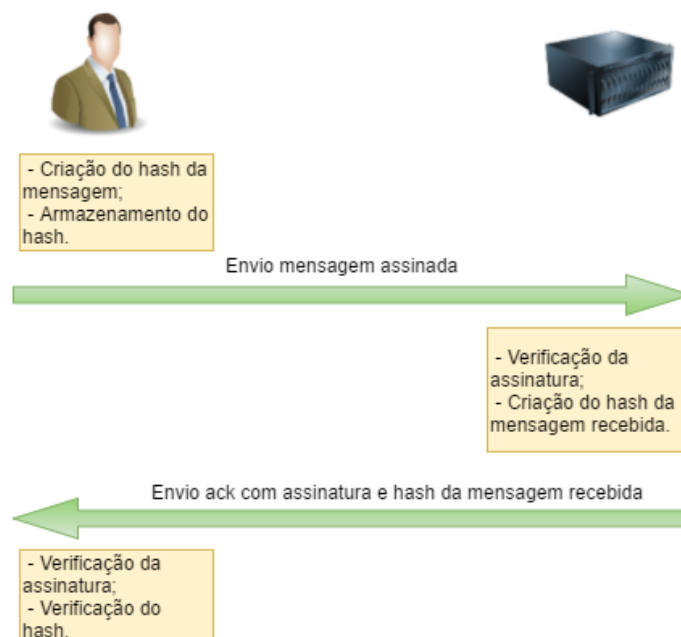 - Criação do hash da
mensagem;
- Armazenamento do
hash.
Envio mensagem assinada
- Verificação da
assinatura;
- Criação do hash da
mensagem recebida.
Envio ack com assinatura e hash da mensagem recebida
- Verificação da
assinatura;
- Verificação do
hash.